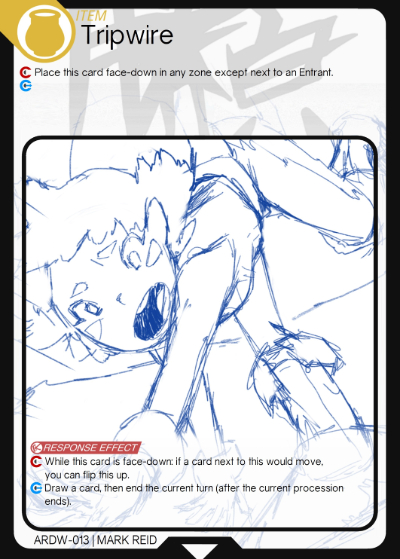 ITEM
Tripwire
C Place this card face-down in any zone except next to an Entrant.
RESPONSE EFFECT
C While this card is face-down: if a card next to this would move,
you can flip this up.
Draw a card, then end the current turn (after the current procession
ends).
ARDW-013 | MARK REID